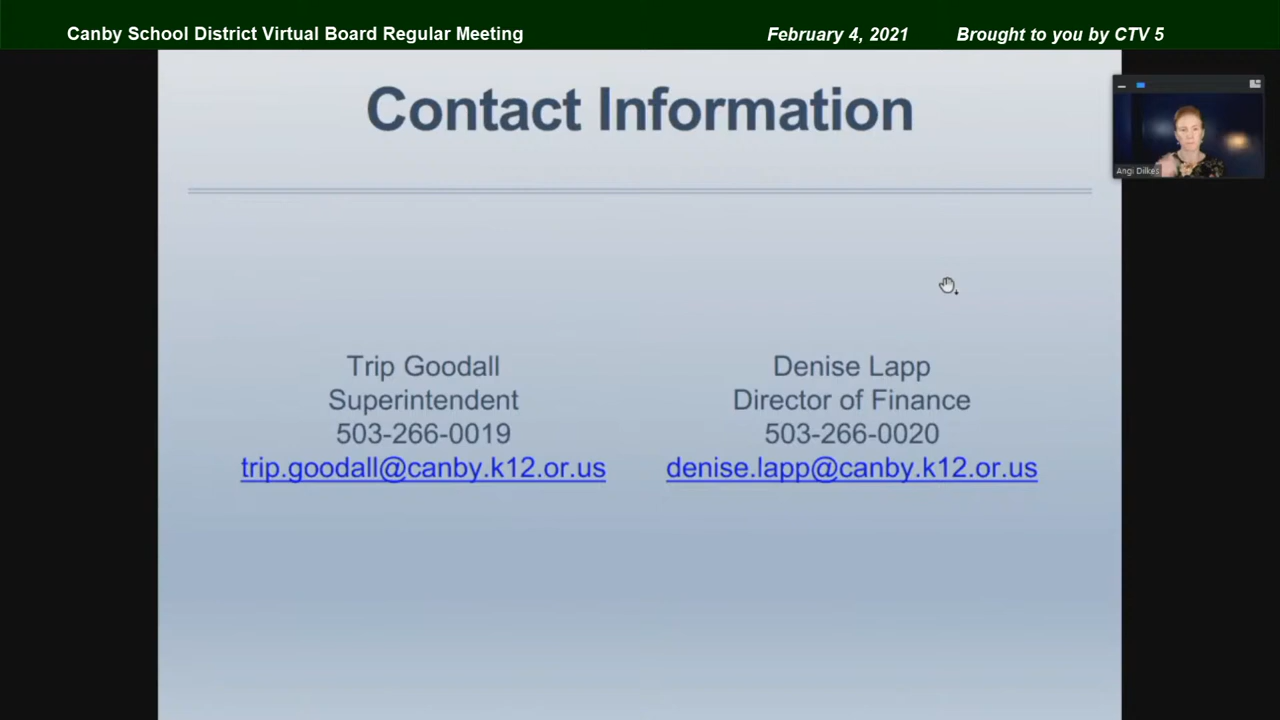 Canby School District Virtual Board Regular Meeting February 4, 2021 Brought to you by CTV 5
Contact Information
Angi Dilkes
Trip Goodall
Superintendent
503-266-0019
trip.goodall@canby.k12.or.us
Denise Lapp
Director of Finance
503-266-0020
denise.lapp@canby.k12.or.us